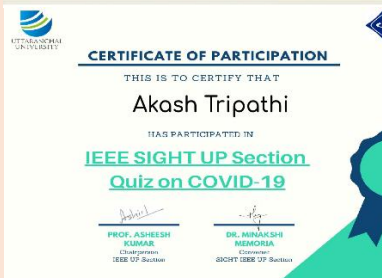 UTTARANCHAL
UNIVERSITY
CERTIFICATE OF PARTICIPATION
THIS IS TO CERTIFY THAT
Akash Tripathi
HAS PARTICIPATED IN
IEEE SIGHT UP Section
Quiz on COVID-19
PROF. ASHEESH
KUMAR
Chairperson
IEEE UP Section
DR. MINAKSHI
MEMORIA
Convener
SIGHT IEEE UP Section